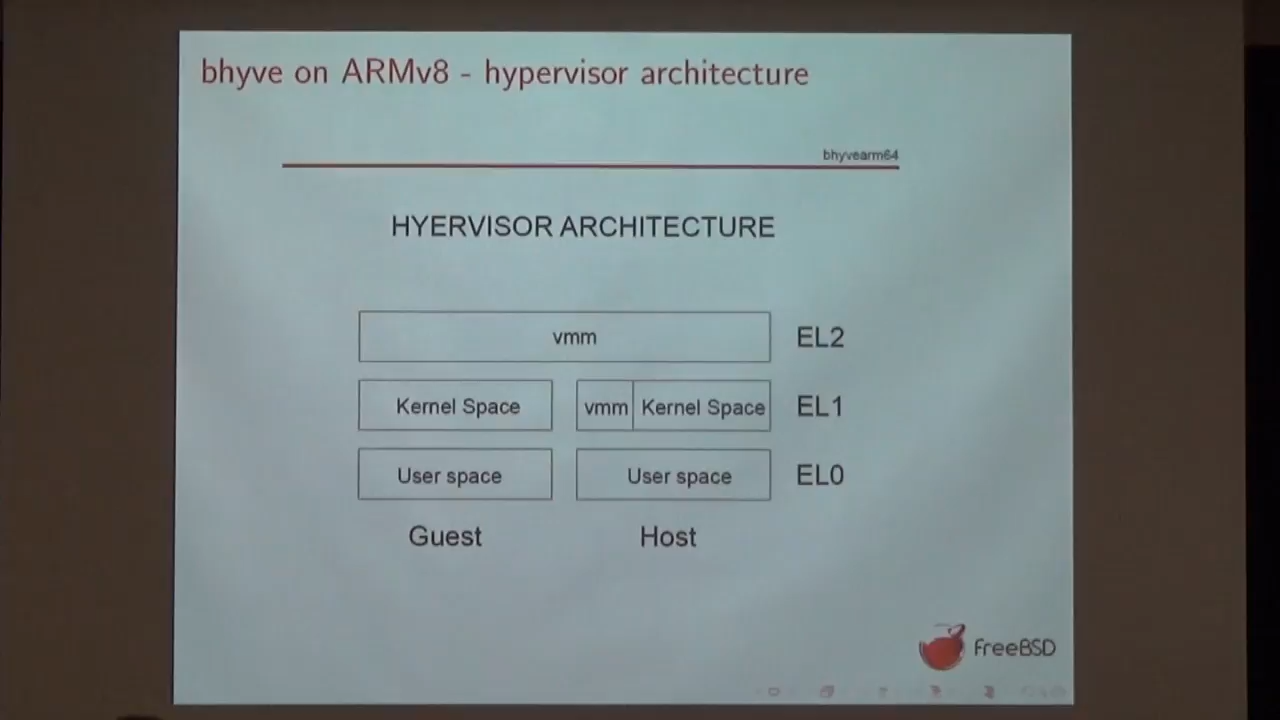 bhyve on ARMv8 - hypervisor architecture
bhyvearm64
HYERVISOR ARCHITECTURE
vmm EL2
Kernel Space vmm Kernel Space EL1
User space User space EL0
Guest Host
FreeBSD